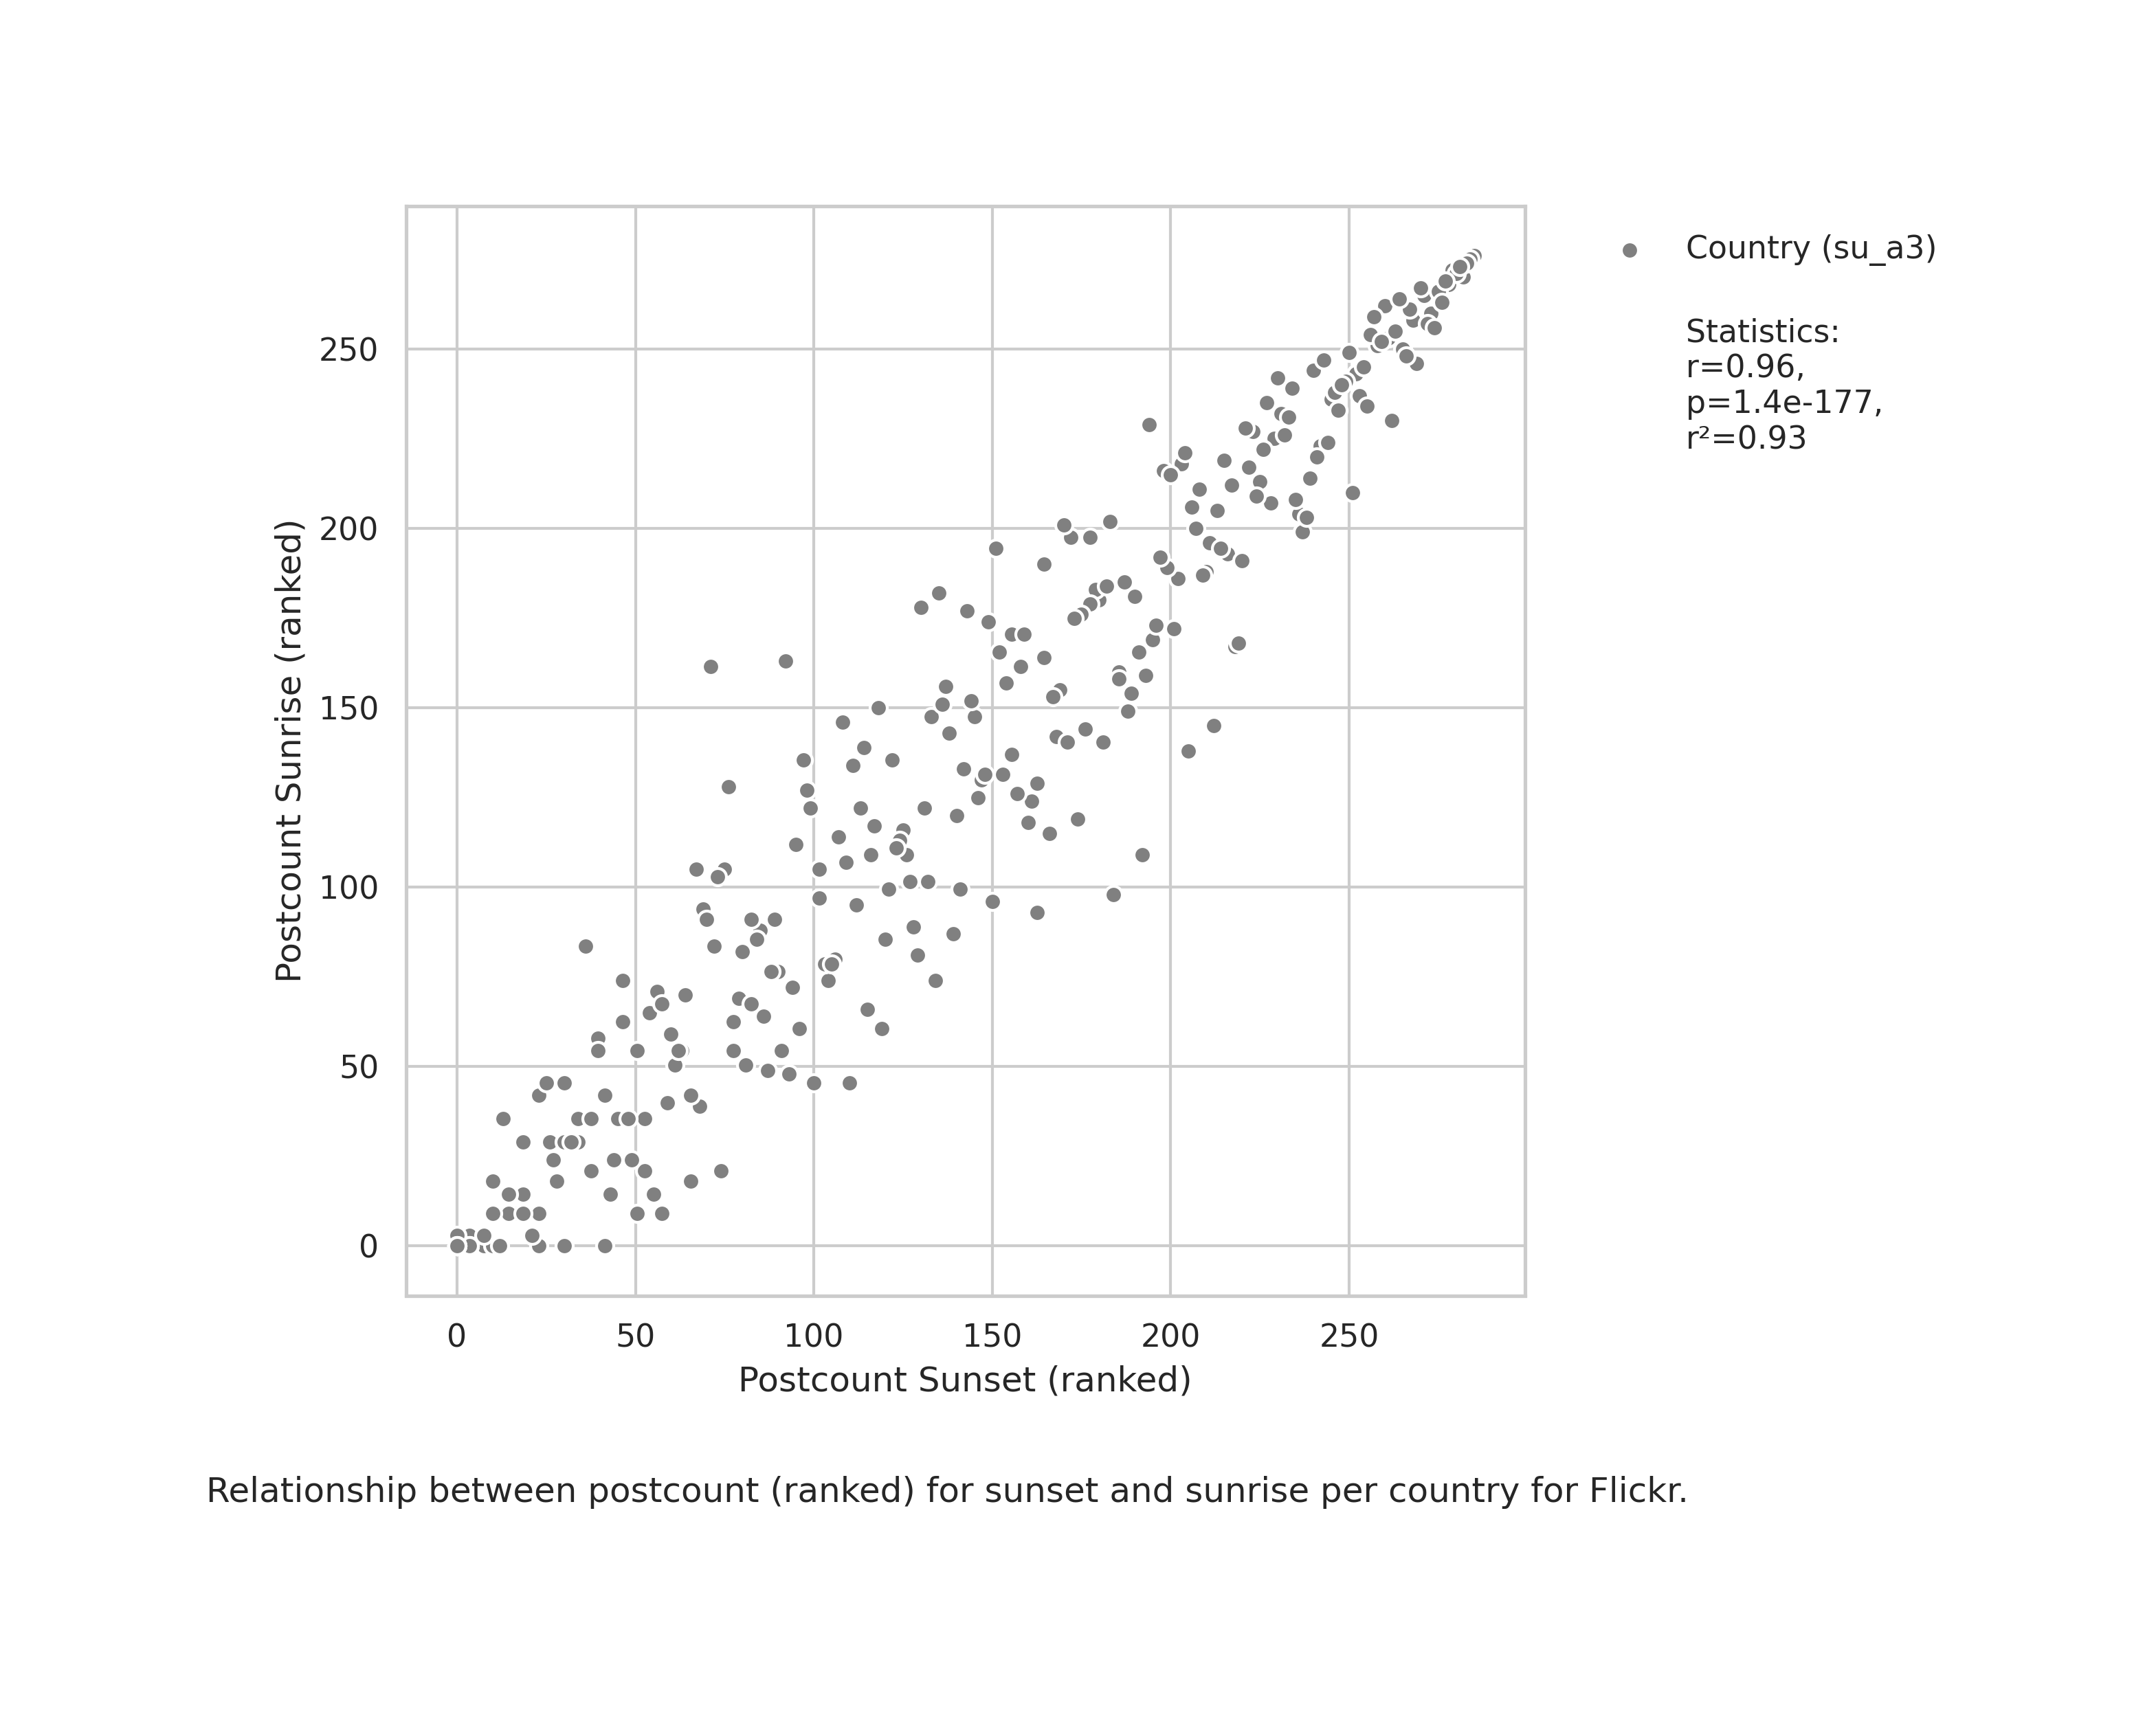 Country (su_a3)
Statistics:
r=0.96,
p=1.4e-177,
r²=0.93
Postcount Sunrise (ranked)
250
200
150
100
50
0
0 50 100 150 200 250
Postcount Sunset (ranked)
Relationship between postcount (ranked) for sunset and sunrise per country for Flickr.